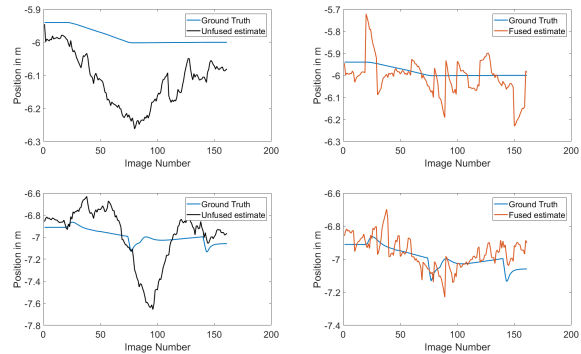 -5.9
-6
-6.1
-6.2
-6.3
Position in m
0
50
100
150
200
Image Number
Ground Truth
Unfused estimate
-5.7
-5.8
-5.9
-6
-6.1
-6.2
-6.3
Position in m
0
50
100
150
200
Image Number
Ground Truth
Fused estimate
-6.6
-6.8
-7
-7.2
-7.4
-7.6
-7.8
Position in m
0
50
100
150
200
Image Number
Ground Truth
Unfused estimate
-6.6
-6.8
-7
-7.2
-7.4
Position in m
0
50
100
150
200
Image Number
Ground Truth
Fused estimate